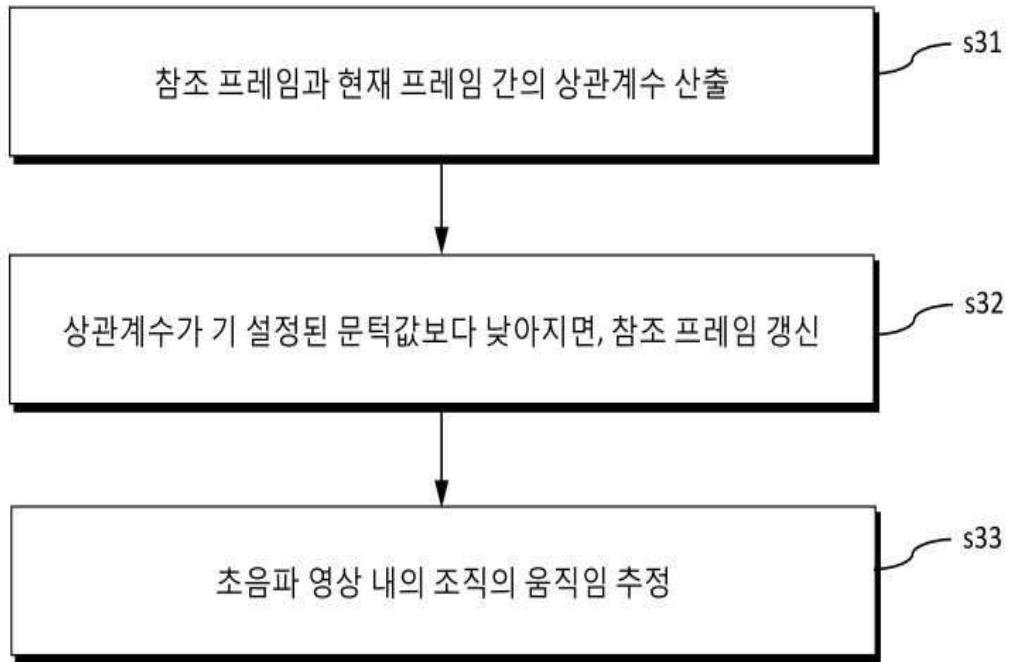 참조 프레임과 현재 프레임 간의 상관계수 산출
s31
상관계수가 기 설정된 문턱값보다 낮아지면, 참조 프레임 갱신
s32
초음파 영상 내의 조직의 움직임 추정
s33